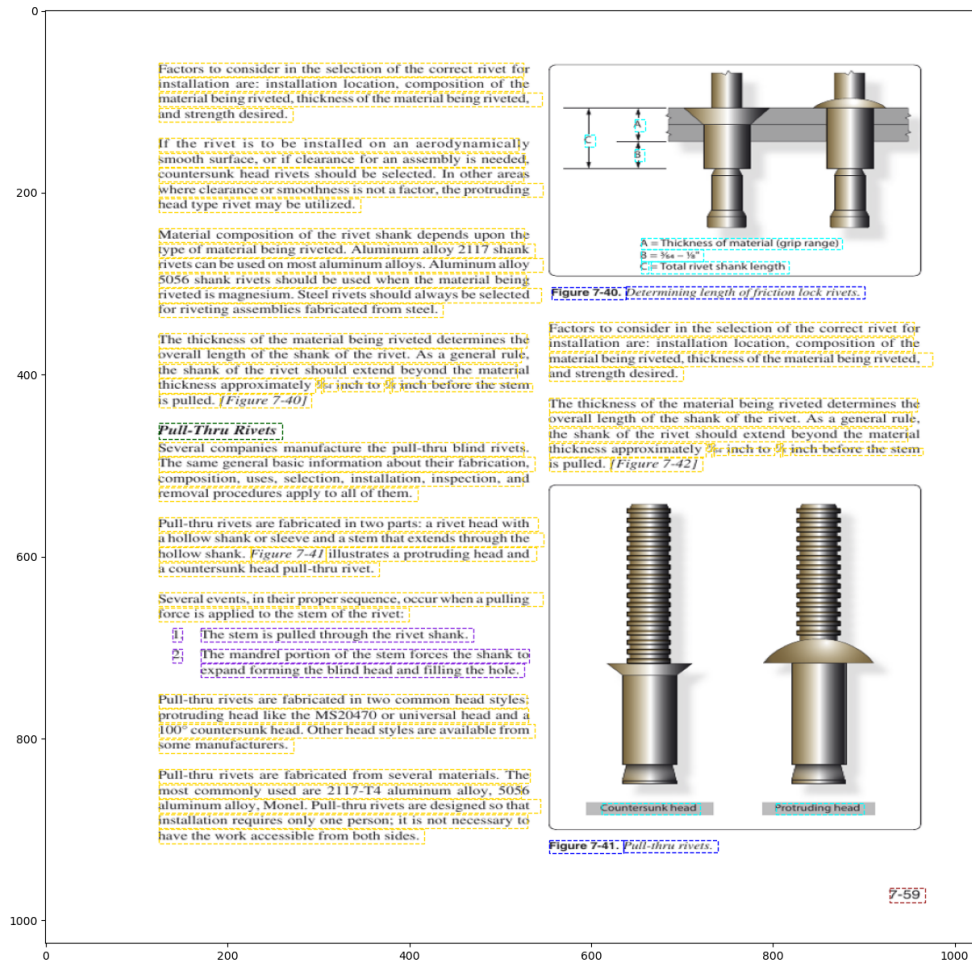 Factors to consider in the selection of the correct rivet for
installation are: installation location, composition of the
material being riveted, thickness of the material being riveted,
and strength desired.
If the rivet is to be installed on an aerodynamically
smooth surface, or if clearance for an assembly is needed,
countersunk head rivets should be selected. In other areas
where clearance or smoothness is not a factor, the protruding
head type rivet may be utilized.
Material composition of the rivet shank depends upon the
type of material being riveted. Aluminum alloy 2117 shank
rivets can be used on most aluminum alloys. Aluminum alloy
5056 shank rivets should be used when the material being
riveted is magnesium. Steel rivets should always be selected
for riveting assemblies fabricated from steel.
The thickness of the material being riveted determines the
overall length of the shank of the rivet. As a general rule,
the shank of the rivet should extend beyond the material
thickness approximately inch to inch before the stem
is pulled. [Figure 7-40]
Pull-Thru Rivets
Several companies manufacture the pull-thru blind rivets.
The same general basic information about their fabrication,
composition, uses, selection, installation, inspection, and
removal procedures apply to all of them.
Pull-thru rivets are fabricated in two parts: a rivet head with
a hollow shank or sleeve and a stem that extends through the
hollow shank. Figure 7-41 illustrates a protruding head and
a countersunk head pull-thru rivet.
Several events, in their proper sequence, occur when a pulling
force is applied to the stem of the rivet:
1. The stem is pulled through the rivet shank.
2. The mandrel portion of the stem forces the shank to
expand forming the blind head and filling the hole.
Pull-thru rivets are fabricated in two common head styles:
protruding head like the MS20470 or universal head and a
100° countersunk head. Other head styles are available from
some manufacturers.
Pull-thru rivets are fabricated from several materials. The
most commonly used are 2117-T4 aluminum alloy, 5056
aluminum alloy, Monel. Pull-thru rivets are designed so that
installation requires only one person; it is not necessary to
have the work accessible from both sides.
A
B
C
A = Thickness of material (grip range)
B = 3⁄64 – 1⁄8"
C = Total rivet shank length
Figure 7-40. Determining length of friction lock rivets.
Factors to consider in the selection of the correct rivet for
installation are: installation location, composition of the
material being riveted, thickness of the material being riveted,
and strength desired.
The thickness of the material being riveted determines the
overall length of the shank of the rivet. As a general rule,
the shank of the rivet should extend beyond the material
thickness approximately inch to inch before the stem
is pulled. [Figure 7-42]
Countersunk head
Protruding head
Figure 7-41. Pull-thru rivets.
7-59
0
200
400
600
800
1000
0
200
400
600
800
1000